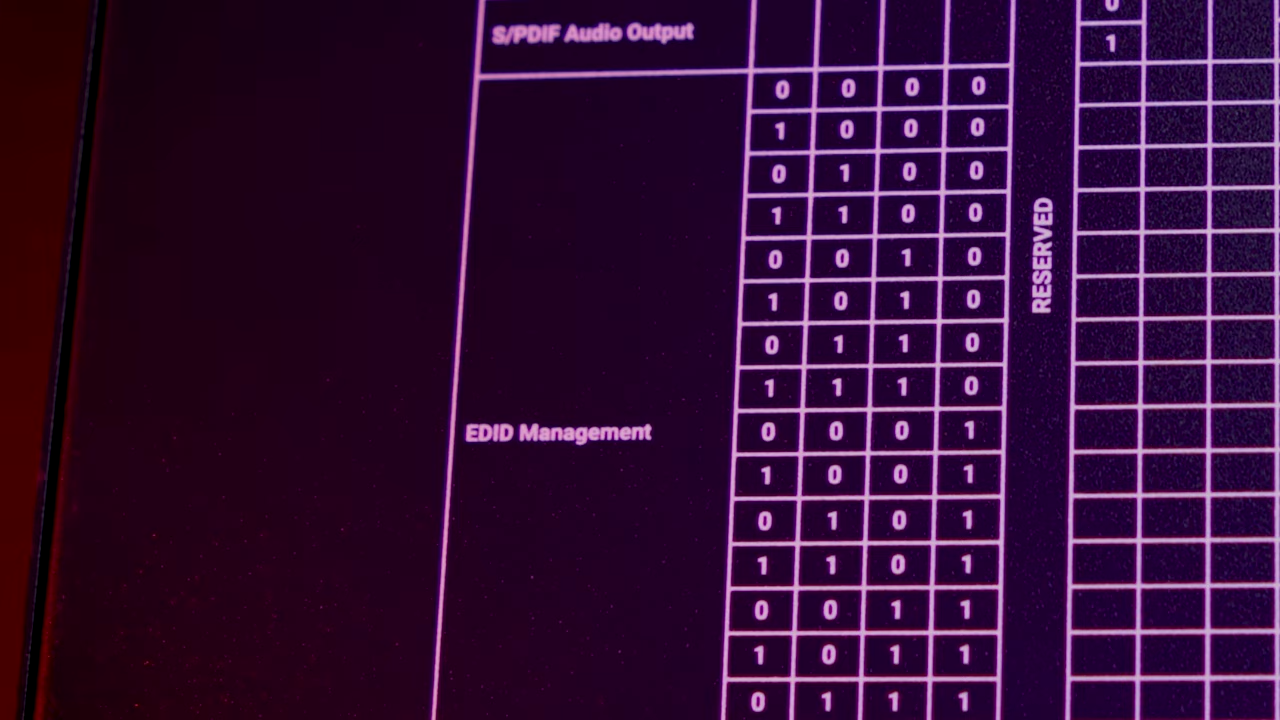 S/PDIF Audio Output
0
1
0 0 0 0
1 0 0 0
0 1 0 0
1 1 0 0
0 0 1 0
1 0 1 0
0 1 1 0
1 1 1 0
EDID Management
0 0 0 1
1 0 0 1
0 1 0 1
1 1 0 1
0 0 1 1
1 0 1 1
0 1 1 1
RESERVED